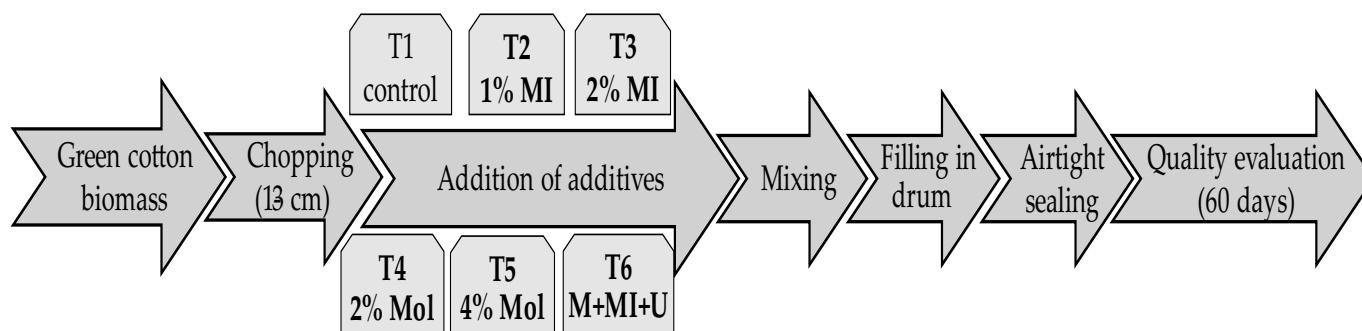 T1
control
T2
1% MI
T3
2% MI
Green cotton
biomass
Chopping
(13 cm)
Addition of additives
Mixing
Filling in
drum
Airtight
sealing
Quality evaluation
(60 days)
T4
2% Mol
T5
4% Mol
T6
M+MI+U